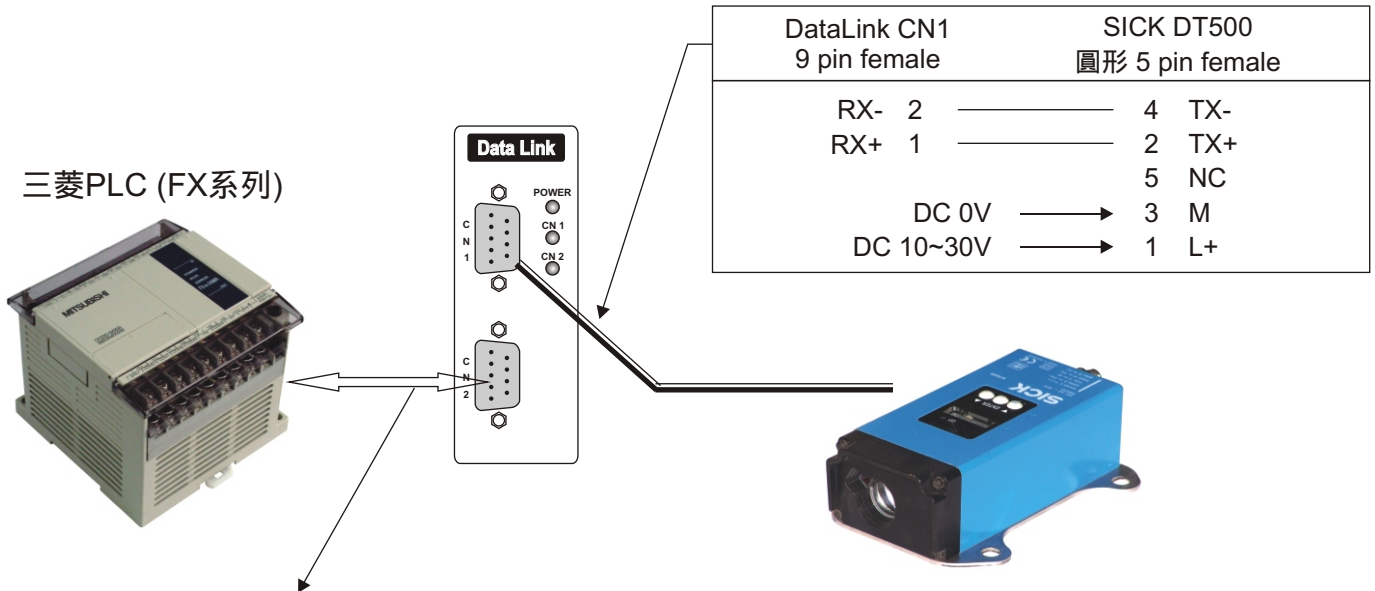 DataLink CN1 SICK DT500
9 pin female 圓形 5 pin female
RX- 2 4 TX-
RX+ 1 2 TX+
5 NC
DC 0V 3 M
DC 10~30V 1 L+
三菱PLC (FX系列)
Data Link
POWER
CN 1
CN 2
C
N
1
C
N
2
MITSUBISHI
SICK
ENTER